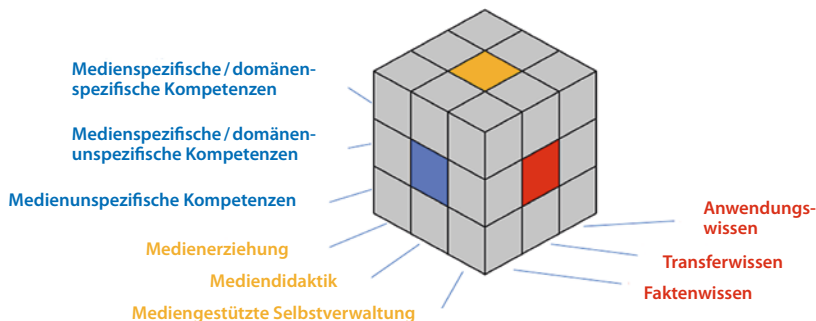 Medienspezifische / domänen-
spezifische Kompetenzen
Medienspezifische / domänen-
unspezifische Kompetenzen
Medienunspezifische Kompetenzen
Medienerziehung
Mediendidaktik
Mediengestützte Selbstverwaltung
Anwendungs-
wissen
Transferwissen
Faktenwissen